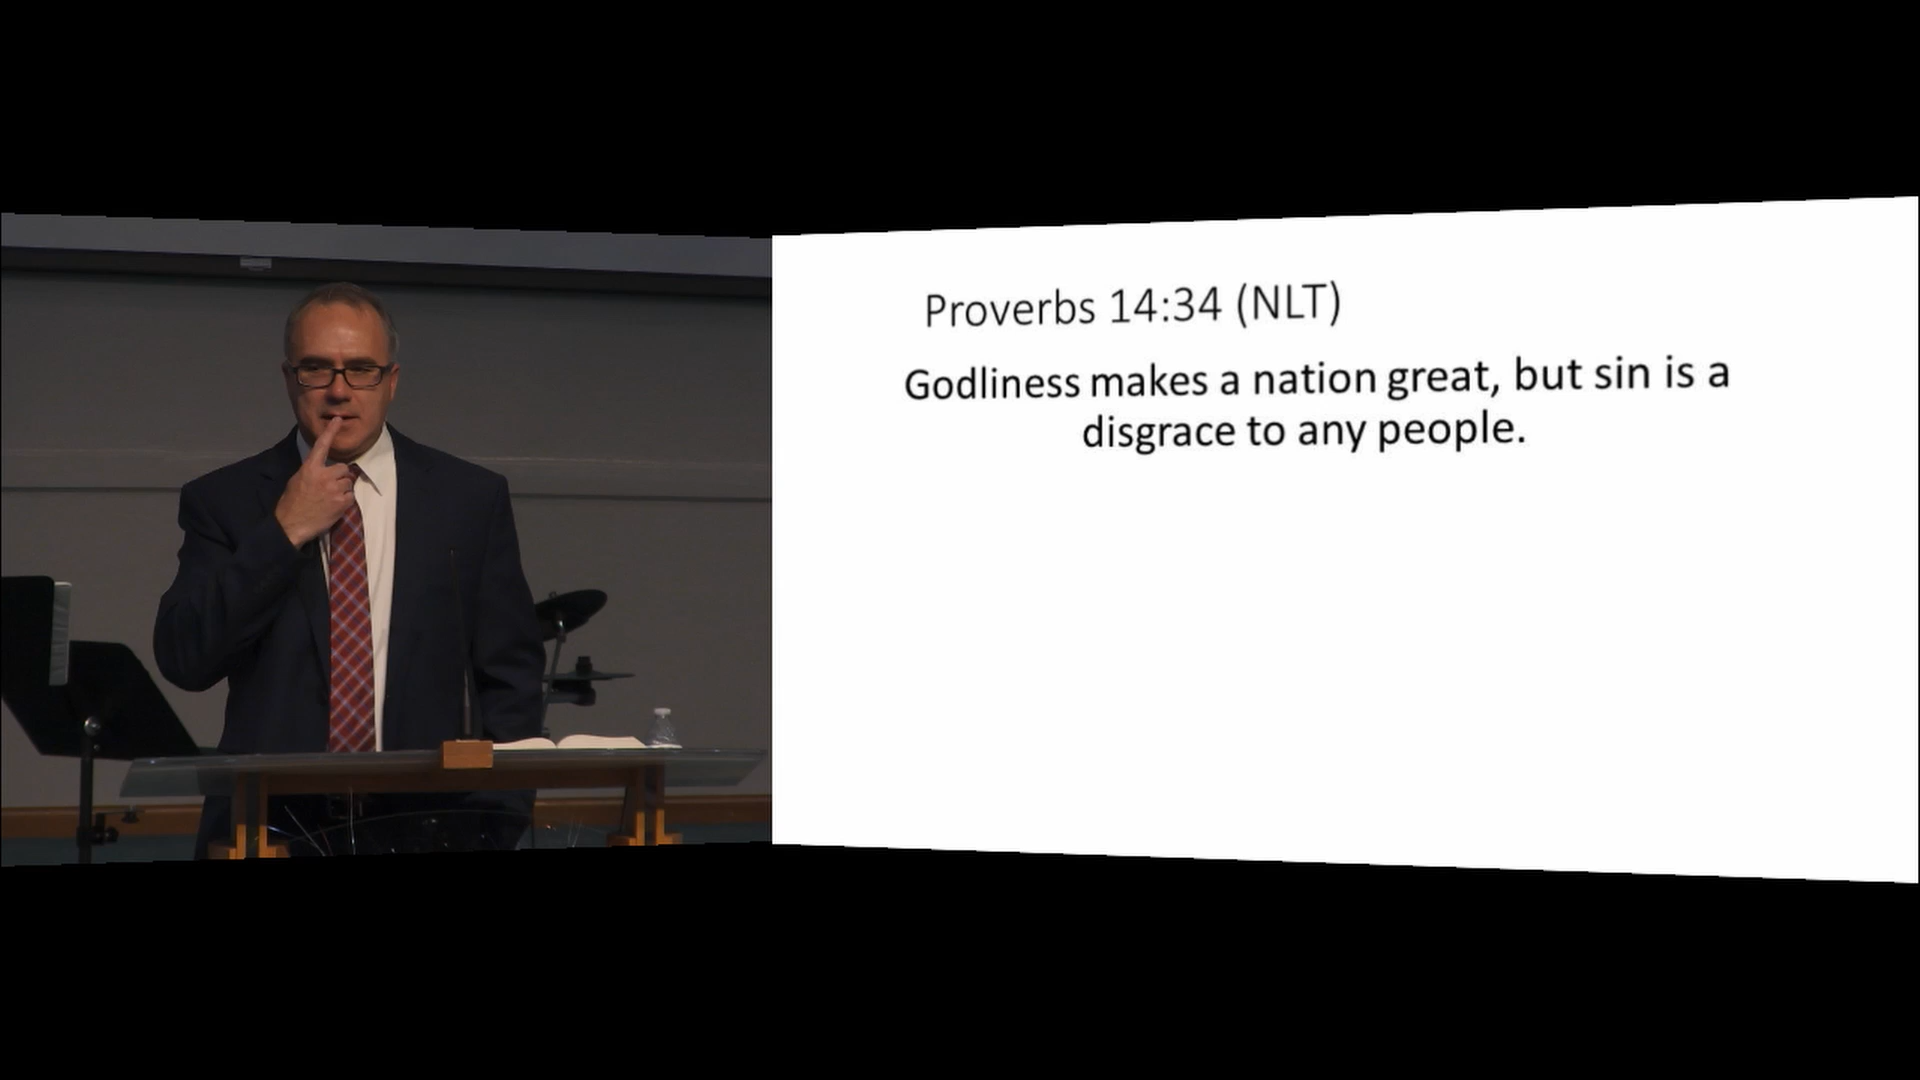 Proverbs 14:34 (NLT)
Godliness makes a nation great, but sin is a
disgrace to any people.